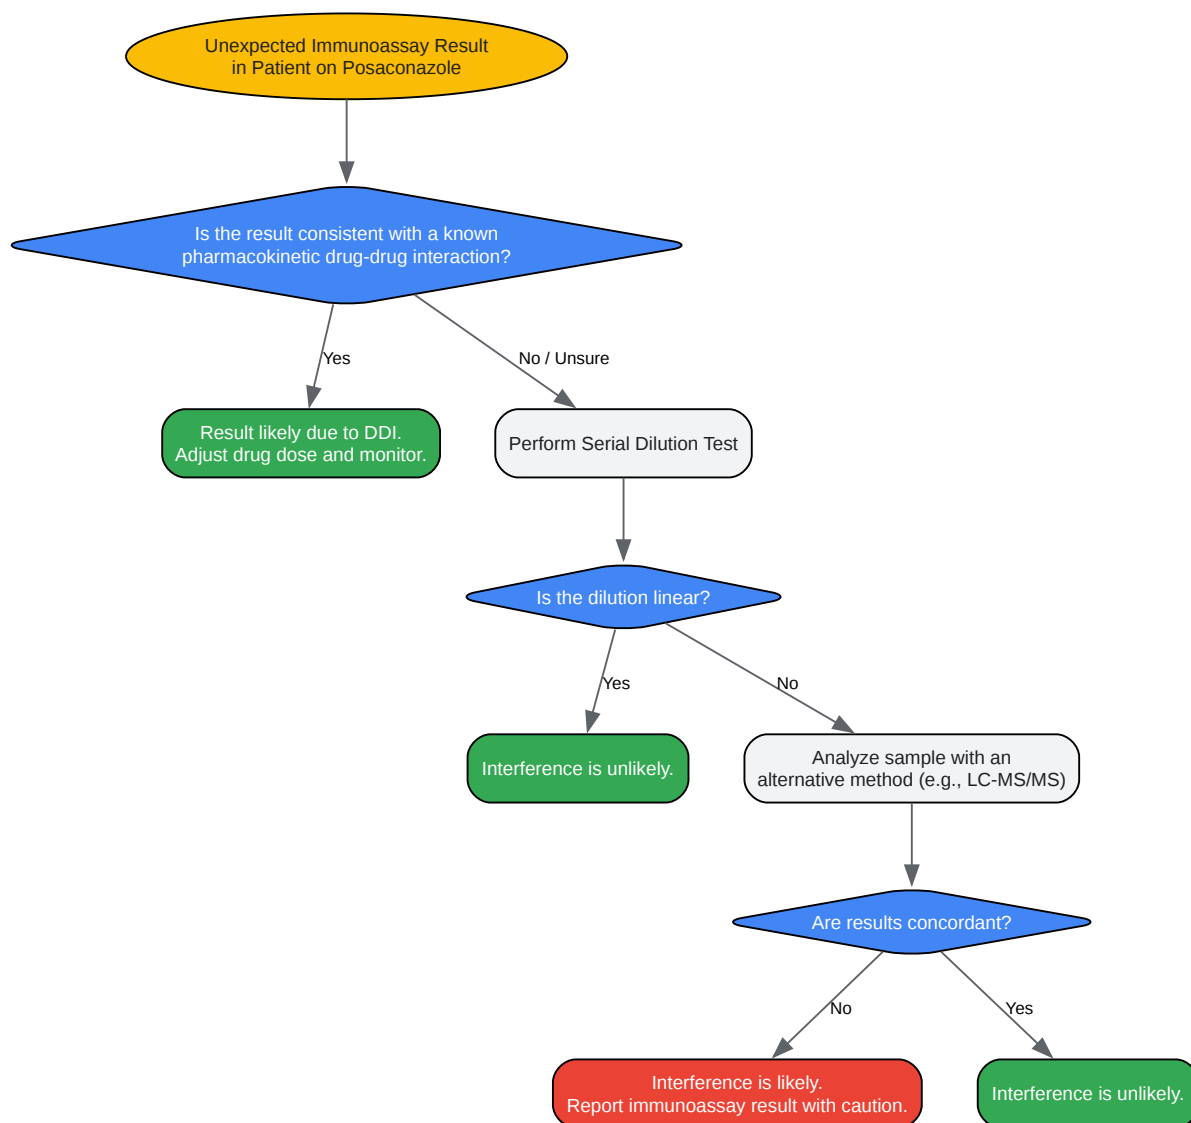 Unexpected Immunoassay Result
in Patient on Posaconazole
Is the result consistent with a known
pharmacokinetic drug-drug interaction?
Yes
No / Unsure
Result likely due to DDI.
Adjust drug dose and monitor.
Perform Serial Dilution Test
Is the dilution linear?
Yes
No
Interference is unlikely.
Analyze sample with an
alternative method (e.g., LC-MS/MS)
Are results concordant?
No
Yes
Interference is likely.
Report immunoassay result with caution.
Interference is unlikely.